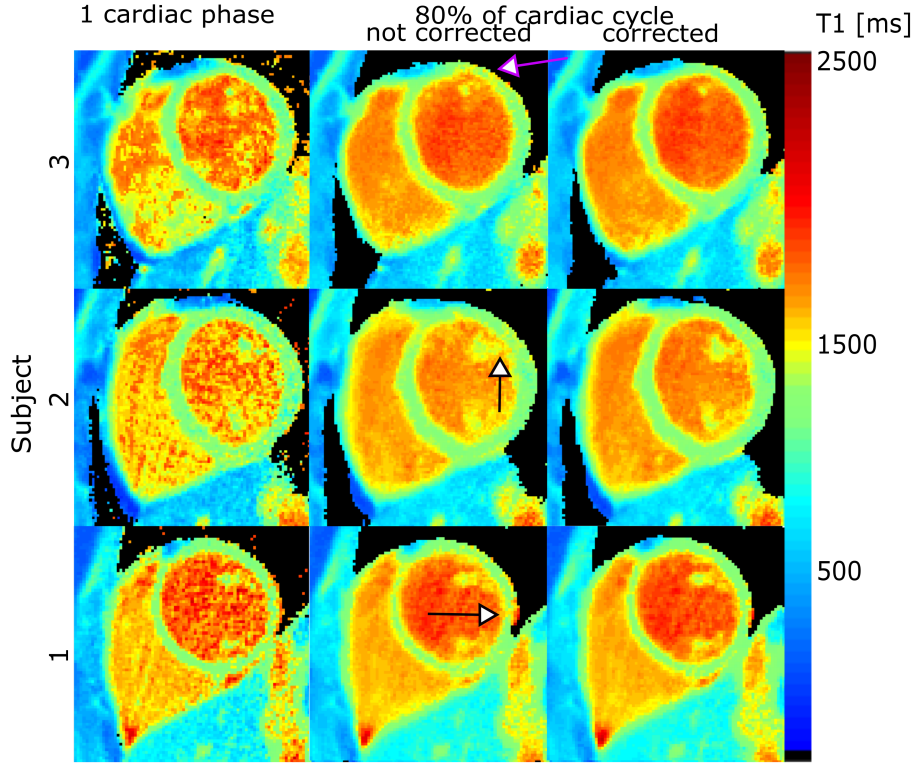 1 cardiac phase
80% of cardiac cycle
not corrected
corrected
T1 [ms]
2500
1500
500
Subject
3
2
1